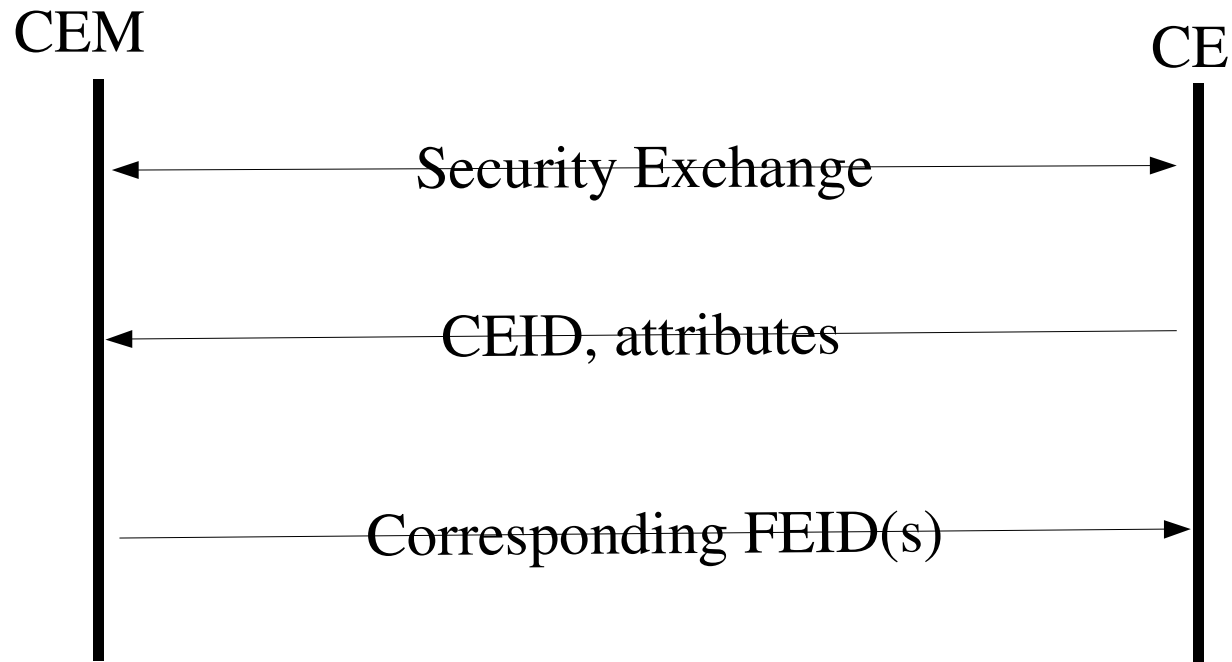 CEM
CE
Security Exchange
CEID, attributes
Corresponding FEID(s)